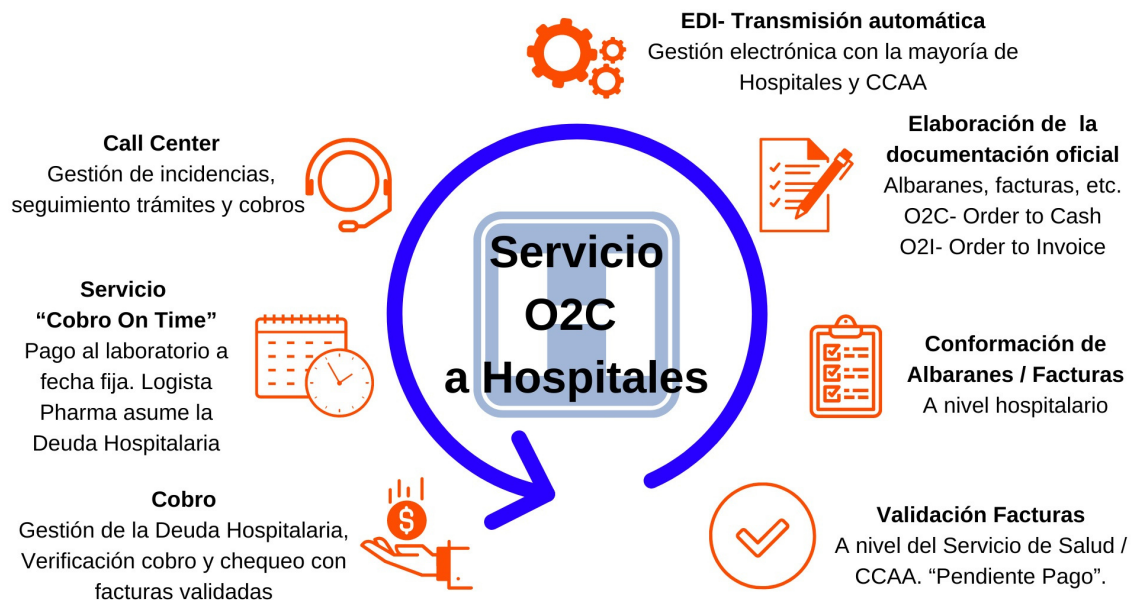 EDI- Transmisión automática
Gestión electrónica con la mayoría de
Hospitales y CCAA
Elaboración de la
documentación oficial
Albaranes, facturas, etc.
O2C- Order to Cash
O2I- Order to Invoice
Conformación de
Albaranes / Facturas
A nivel hospitalario
Validación Facturas
A nivel del Servicio de Salud /
CCAA. “Pendiente Pago”.
Cobro
Gestión de la Deuda Hospitalaria,
Verificación cobro y chequeo con
facturas validadas
$
Servicio
“Cobro On Time”
Pago al laboratorio a
fecha fija. Logista
Pharma asume la
Deuda Hospitalaria
Call Center
Gestión de incidencias,
seguimiento trámites y cobros
Servicio
O2C
a Hospitales